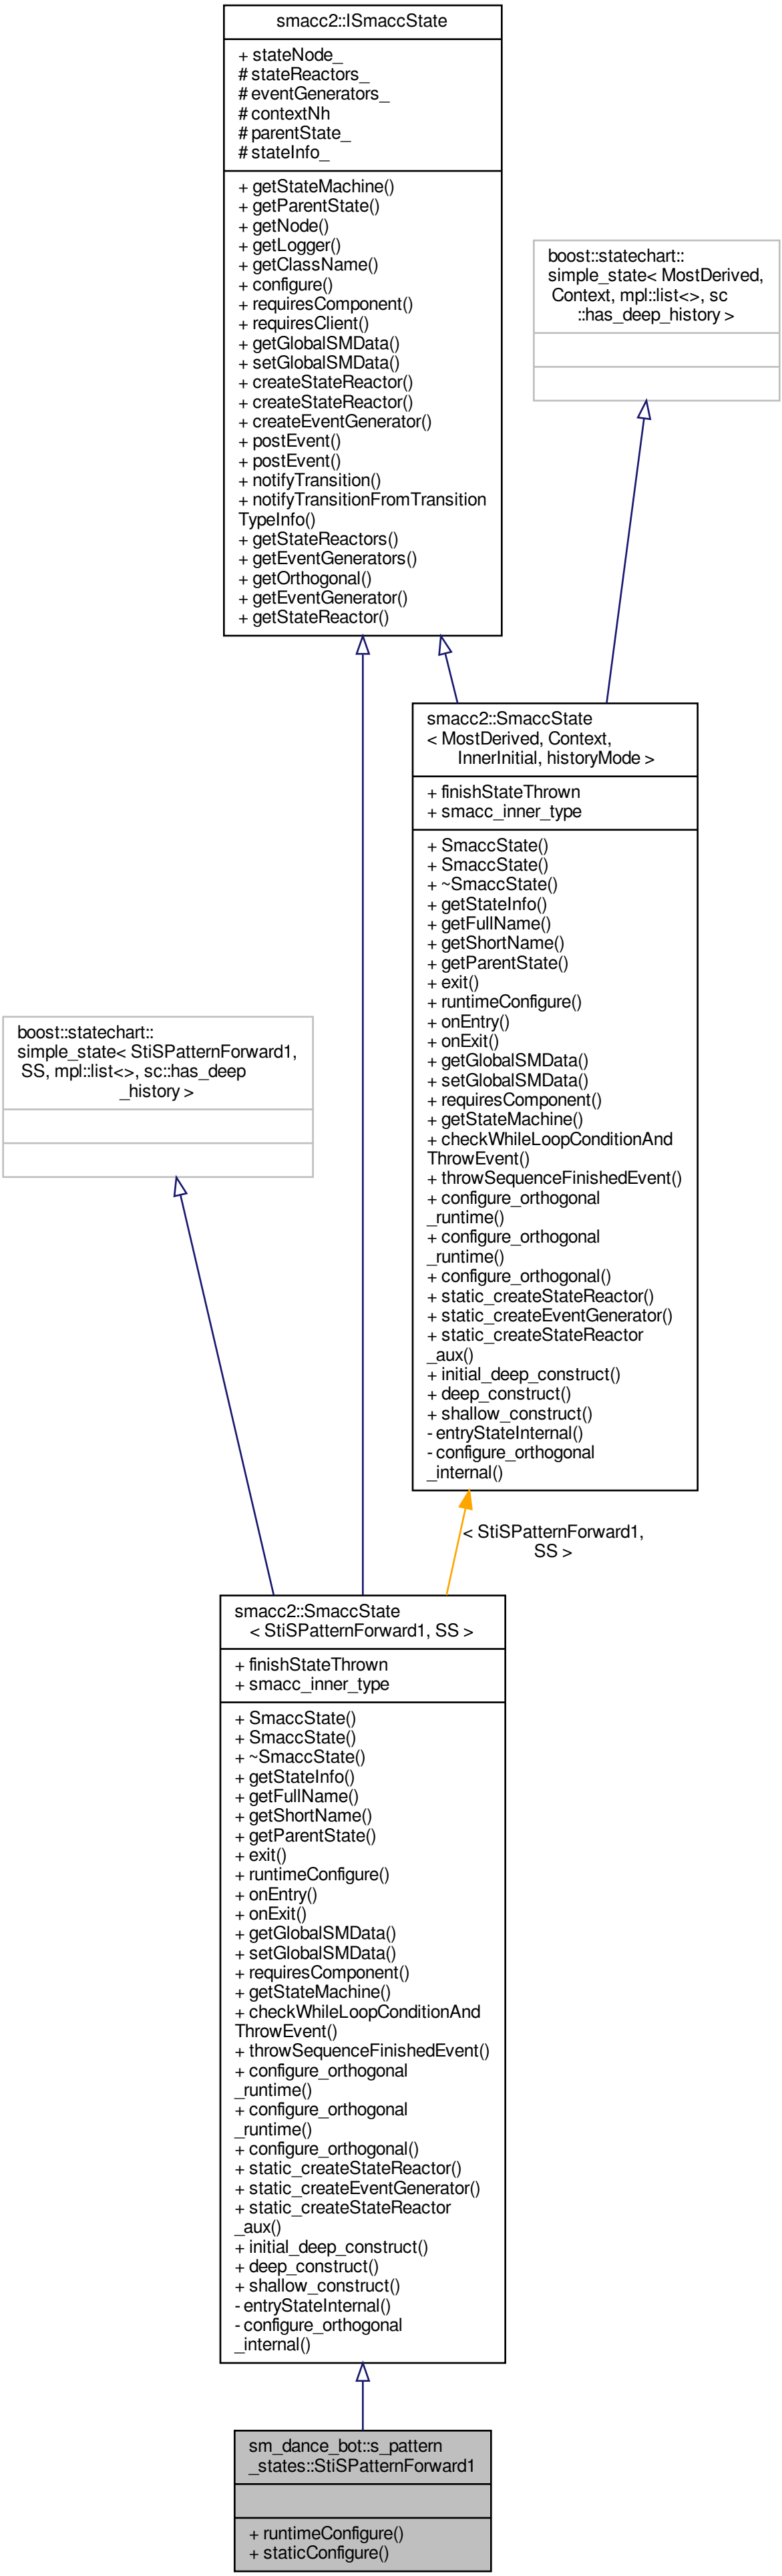 smacc2::ISmaccState
+ stateNode_
# stateReactors_
# eventGenerators_
# contextNh
# parentState_
# stateInfo_
+ getStateMachine()
+ getParentState()
+ getNode()
+ getLogger()
+ getClassName()
+ configure()
+ requiresComponent()
+ requiresClient()
+ getGlobalSMData()
+ setGlobalSMData()
+ createStateReactor()
+ createStateReactor()
+ createEventGenerator()
+ postEvent()
+ postEvent()
+ notifyTransition()
+ notifyTransitionFromTransition
TypeInfo()
+ getStateReactors()
+ getEventGenerators()
+ getOrthogonal()
+ getEventGenerator()
+ getStateReactor()
boost::statechart::
simple_state< MostDerived,
Context, mpl::list<>, sc
::has_deep_history >
smacc2::SmaccState
< MostDerived, Context,
InnerInitial, historyMode >
+ finishStateThrown
+ smacc_inner_type
+ SmaccState()
+ SmaccState()
+ ~SmaccState()
+ getStateInfo()
+ getFullName()
+ getShortName()
+ getParentState()
+ exit()
+ runtimeConfigure()
+ onEntry()
+ onExit()
+ getGlobalSMData()
+ setGlobalSMData()
+ requiresComponent()
+ getStateMachine()
+ checkWhileLoopConditionAnd
ThrowEvent()
+ throwSequenceFinishedEvent()
+ configure_orthogonal
_runtime()
+ configure_orthogonal
_runtime()
+ configure_orthogonal()
+ static_createStateReactor()
+ static_createEventGenerator()
+ static_createStateReactor
_aux()
+ initial_deep_construct()
+ deep_construct()
+ shallow_construct()
- entryStateInternal()
- configure_orthogonal
_internal()
boost::statechart::
simple_state< StiSPatternForward1,
SS, mpl::list<>, sc::has_deep
_history >
< StiSPatternForward1,
SS >
smacc2::SmaccState
< StiSPatternForward1, SS >
+ finishStateThrown
+ smacc_inner_type
+ SmaccState()
+ SmaccState()
+ ~SmaccState()
+ getStateInfo()
+ getFullName()
+ getShortName()
+ getParentState()
+ exit()
+ runtimeConfigure()
+ onEntry()
+ onExit()
+ getGlobalSMData()
+ setGlobalSMData()
+ requiresComponent()
+ getStateMachine()
+ checkWhileLoopConditionAnd
ThrowEvent()
+ throwSequenceFinishedEvent()
+ configure_orthogonal
_runtime()
+ configure_orthogonal
_runtime()
+ configure_orthogonal()
+ static_createStateReactor()
+ static_createEventGenerator()
+ static_createStateReactor
_aux()
+ initial_deep_construct()
+ deep_construct()
+ shallow_construct()
- entryStateInternal()
- configure_orthogonal
_internal()
sm_dance_bot::s_pattern
_states::StiSPatternForward1
+ runtimeConfigure()
+ staticConfigure()